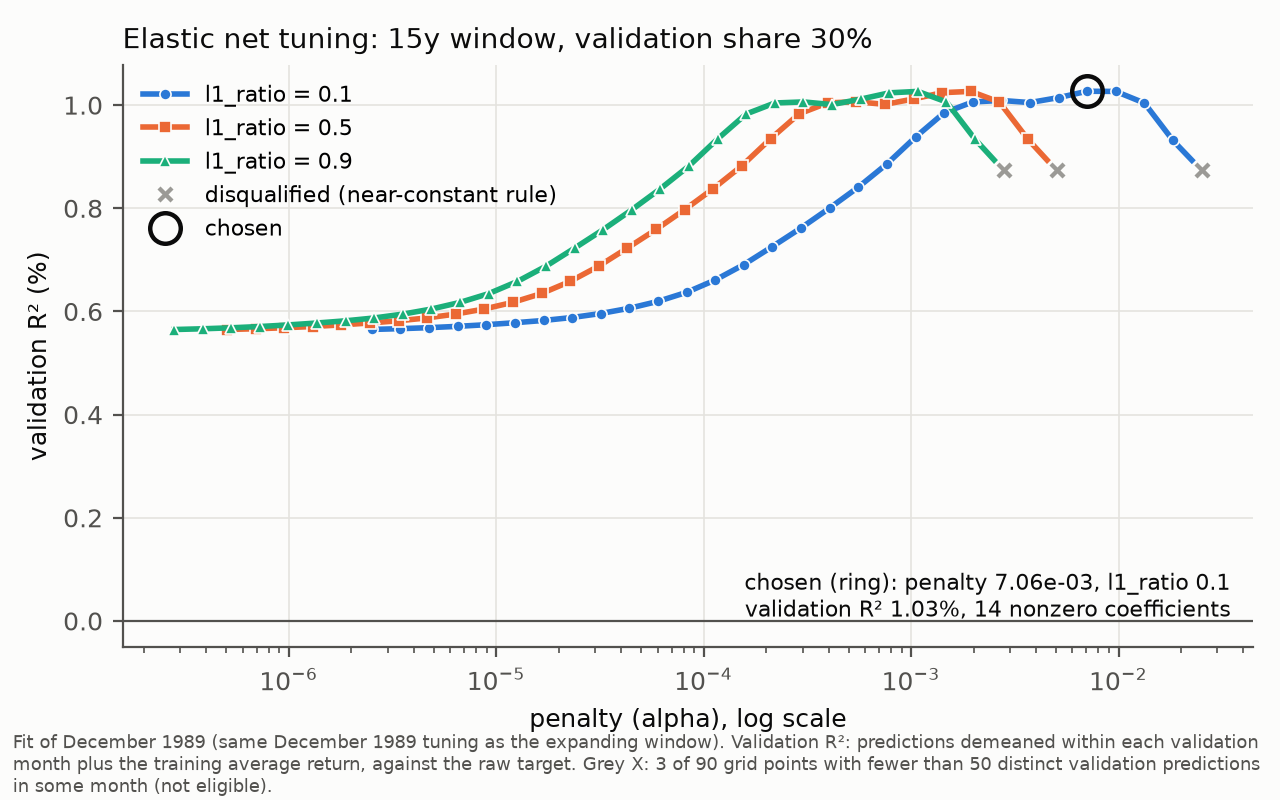 Elastic net tuning: 15y window, validation share 30%
l1_ratio = 0.1
l1_ratio = 0.5
l1_ratio = 0.9
disqualified (near-constant rule)
chosen
validation R² (%)
1.0
0.8
0.6
0.4
0.2
0.0
chosen (ring): penalty 7.06e-03, l1_ratio 0.1
validation R² 1.03%, 14 nonzero coefficients
10⁻⁶ 10⁻⁵ 10⁻⁴ 10⁻³ 10⁻²
penalty (alpha), log scale
Fit of December 1989 (same December 1989 tuning as the expanding window). Validation R²: predictions demeaned within each validation
month plus the training average return, against the raw target. Grey X: 3 of 90 grid points with fewer than 50 distinct validation predictions
in some month (not eligible).